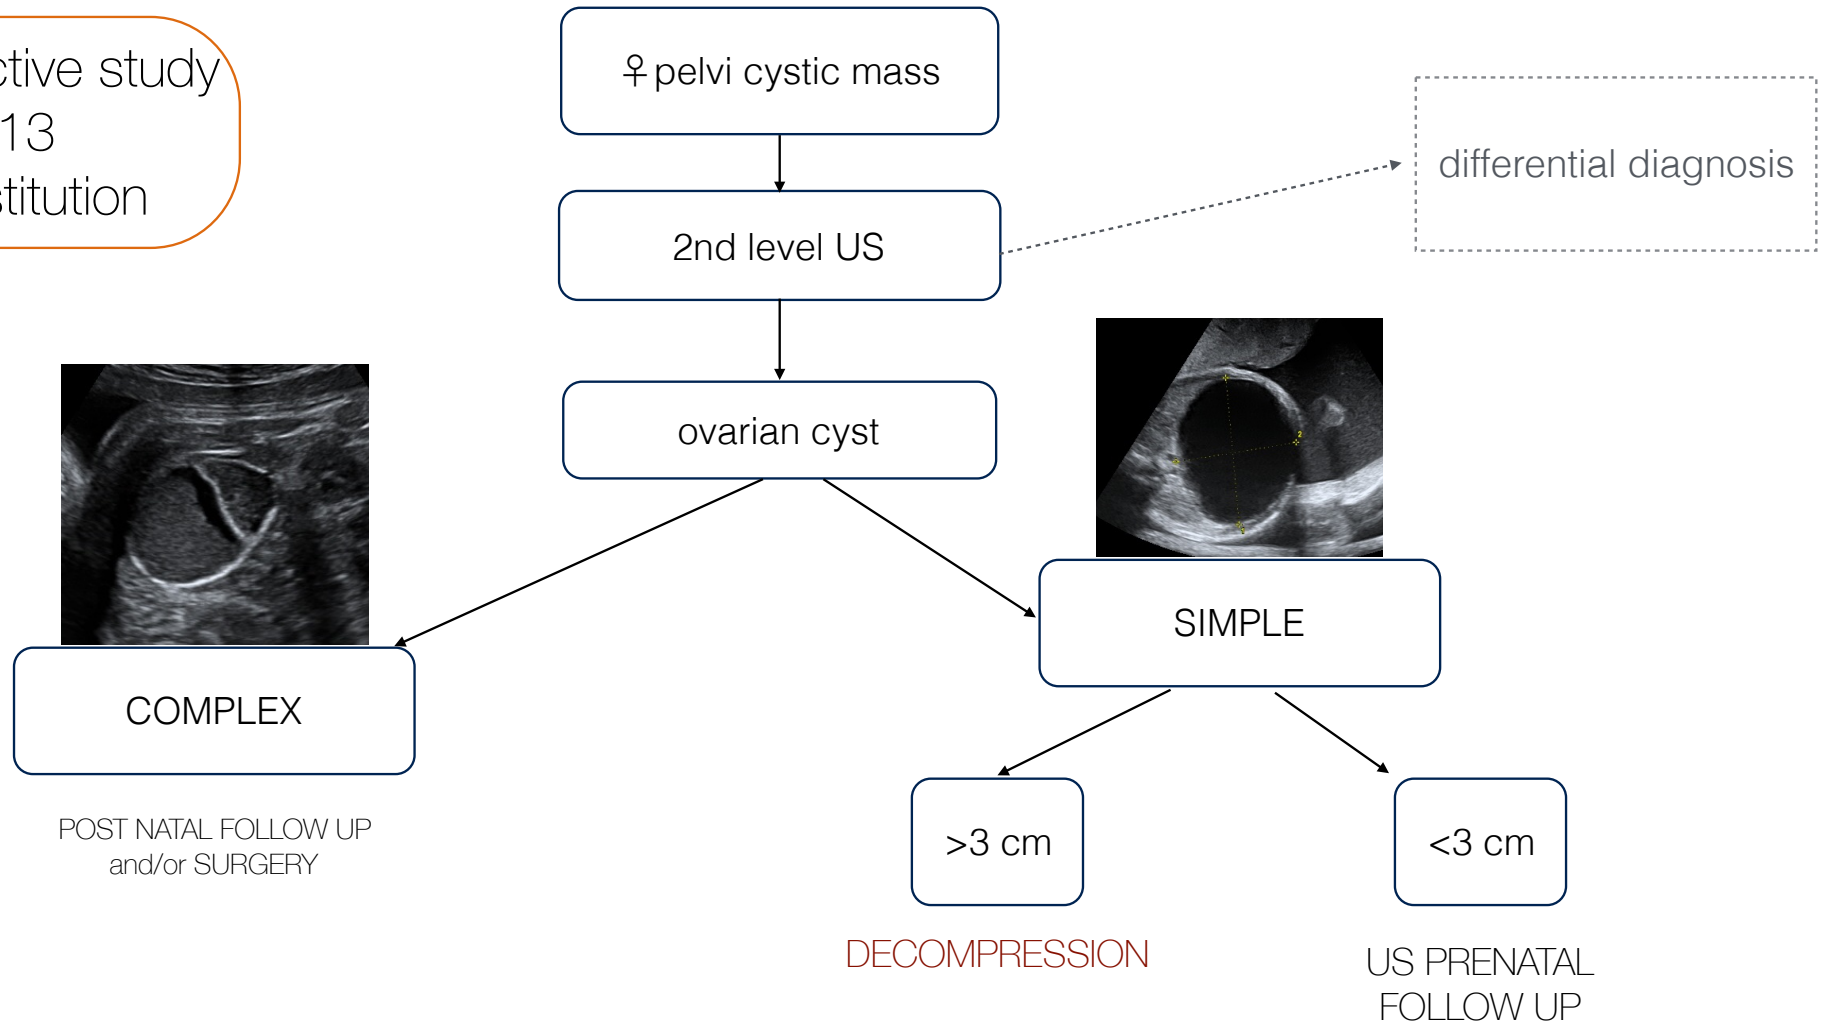 ctive study
13
stitution
♀pelvi cystic mass
differential diagnosis
2nd level US
ovarian cyst
SIMPLE
COMPLEX
POST NATAL FOLLOW UP
and/or SURGERY
>3 cm
<3 cm
DECOMPRESSION
US PRENATAL
FOLLOW UP